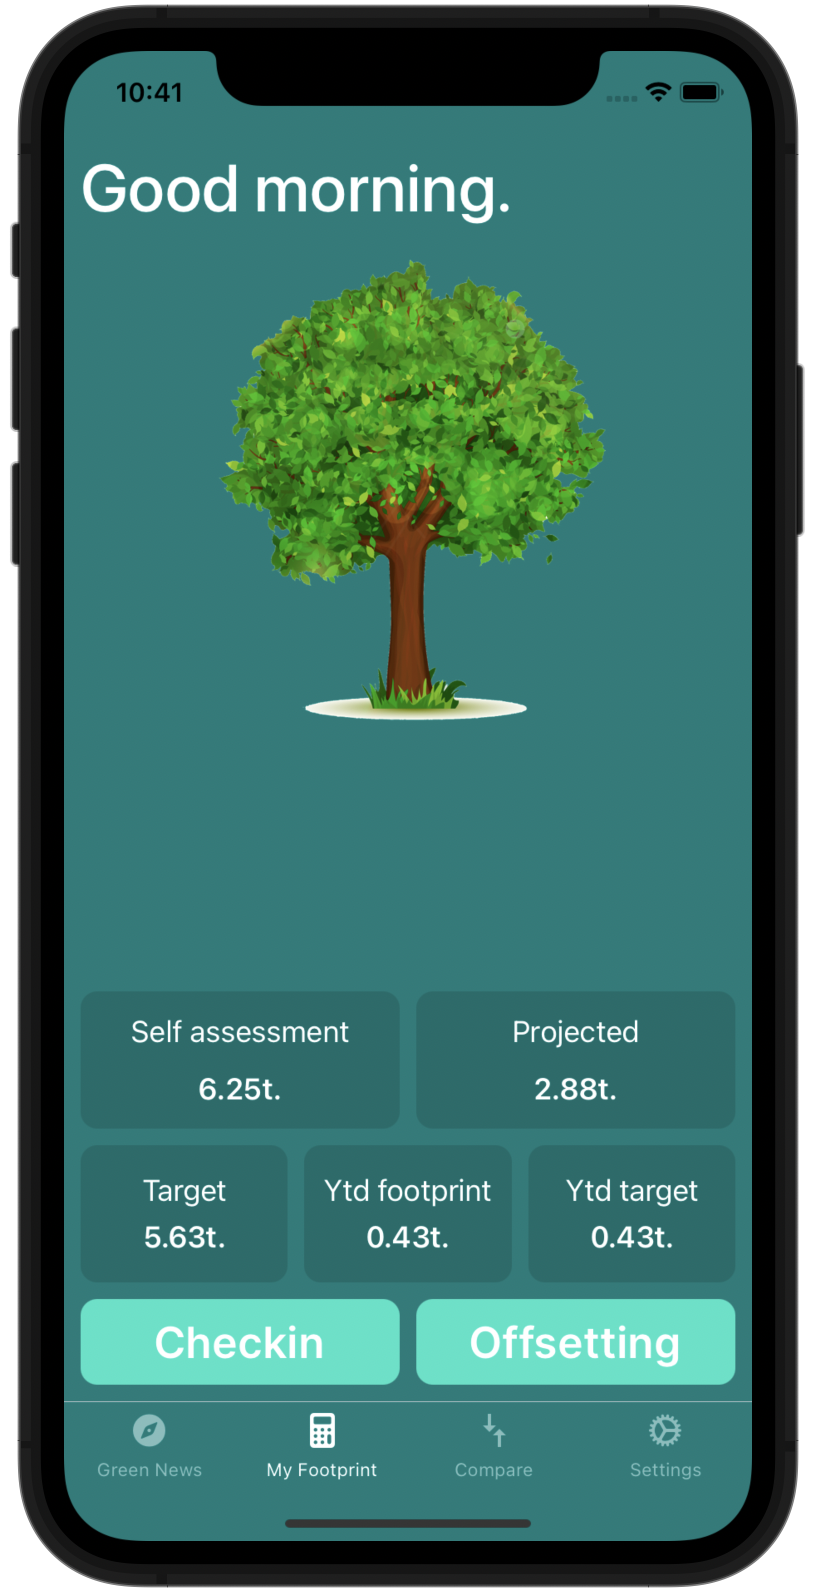 10:41
Good morning.
Self assessment
6.25t.
Projected
2.88t.
Target
5.63t.
Ytd footprint
0.43t.
Ytd target
0.43t.
Checkin
Offsetting
Green News
My Footprint
Compare
Settings